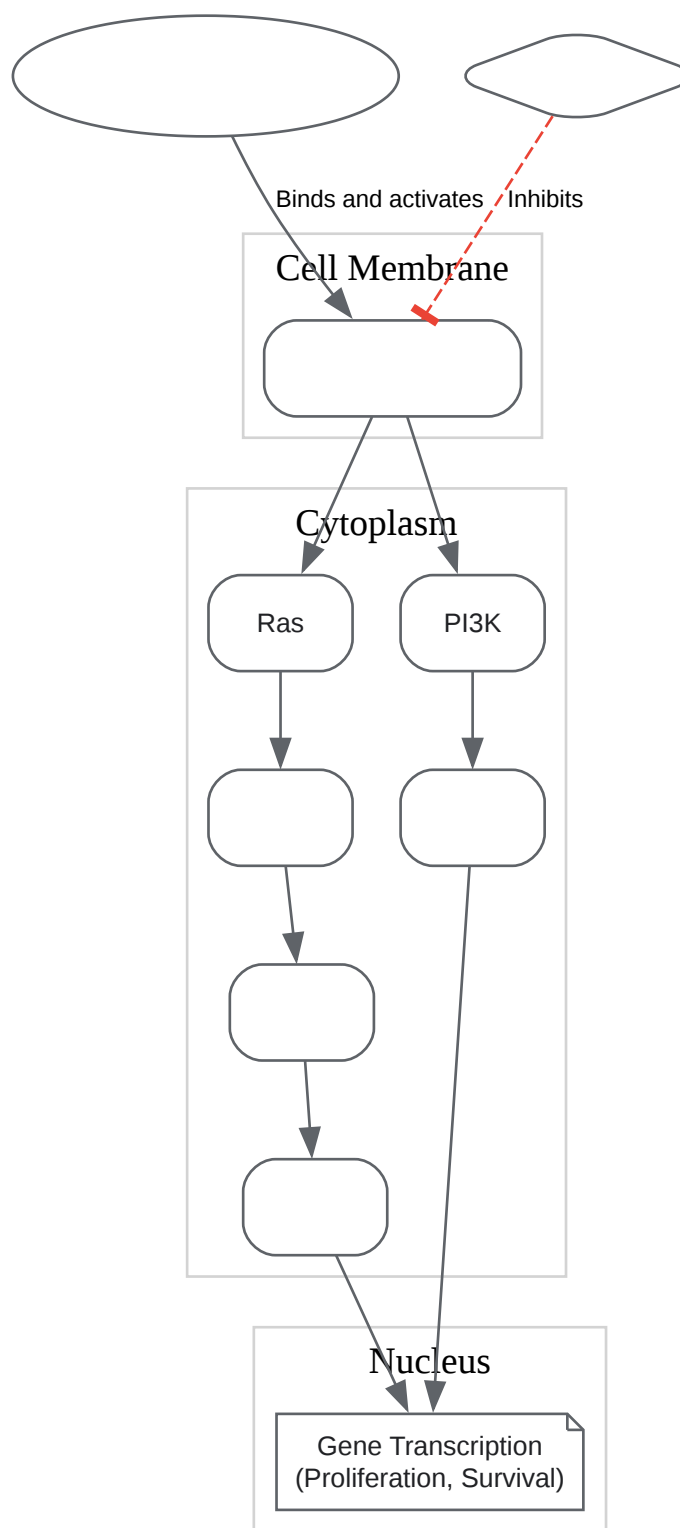 Binds and activates
Inhibits
Cell Membrane
Cytoplasm
Ras
PI3K
Nucleus
Gene Transcription
(Proliferation, Survival)